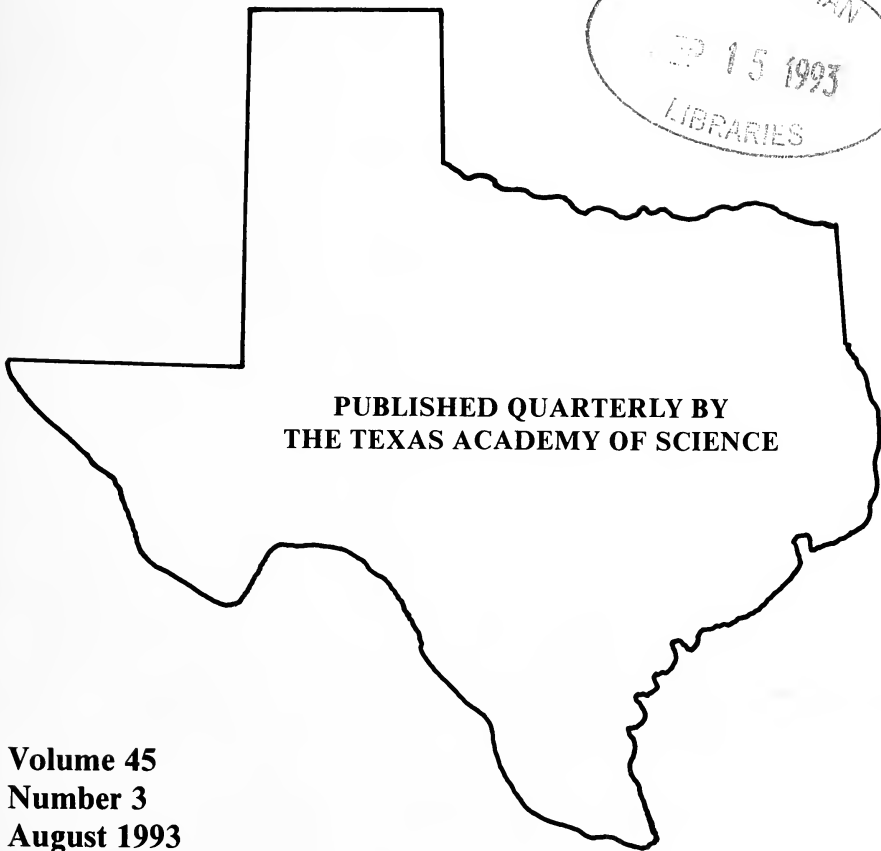 15 1993
LIBRARIES
PUBLISHED QUARTERLY BY
THE TEXAS ACADEMY OF SCIENCE
Volume 45
Number 3
August 1993